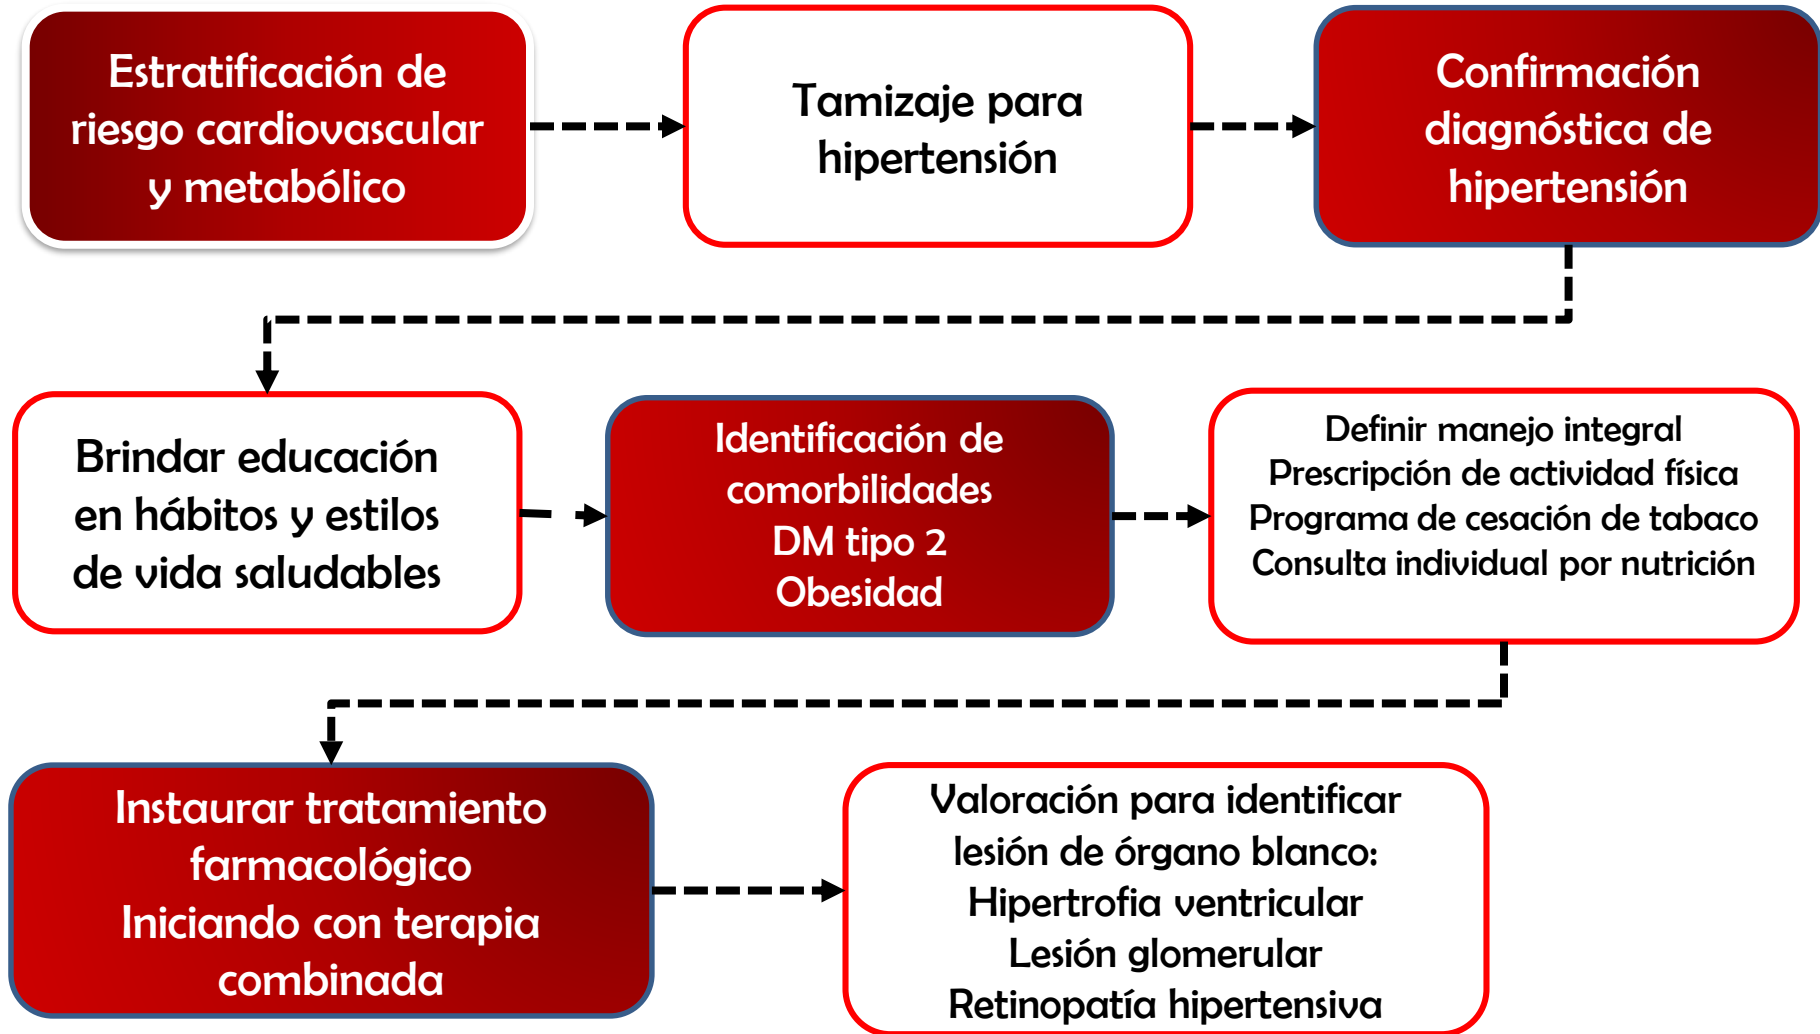 Estratificación de
riesgo cardiovascular
y metabólico
Tamizaje para
hipertensión
Confirmación
diagnóstica de
hipertensión
Brindar educación
en hábitos y estilos
de vida saludables
Identificación de
comorbilidades
DM tipo 2
Obesidad
Definir manejo integral
Prescripción de actividad física
Programa de cesación de tabaco
Consulta individual por nutrición
Instaurar tratamiento
farmacológico
Iniciando con terapia
combinada
Valoración para identificar
lesión de órgano blanco:
Hipertrofia ventricular
Lesión glomerular
Retinopatía hipertensiva